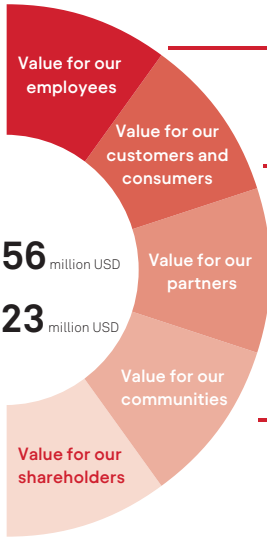 Value for our
employees
Value for our
customers and
consumers
56 million USD
Value for our
partners
23 million USD
Value for our
communities
Value for our
shareholders